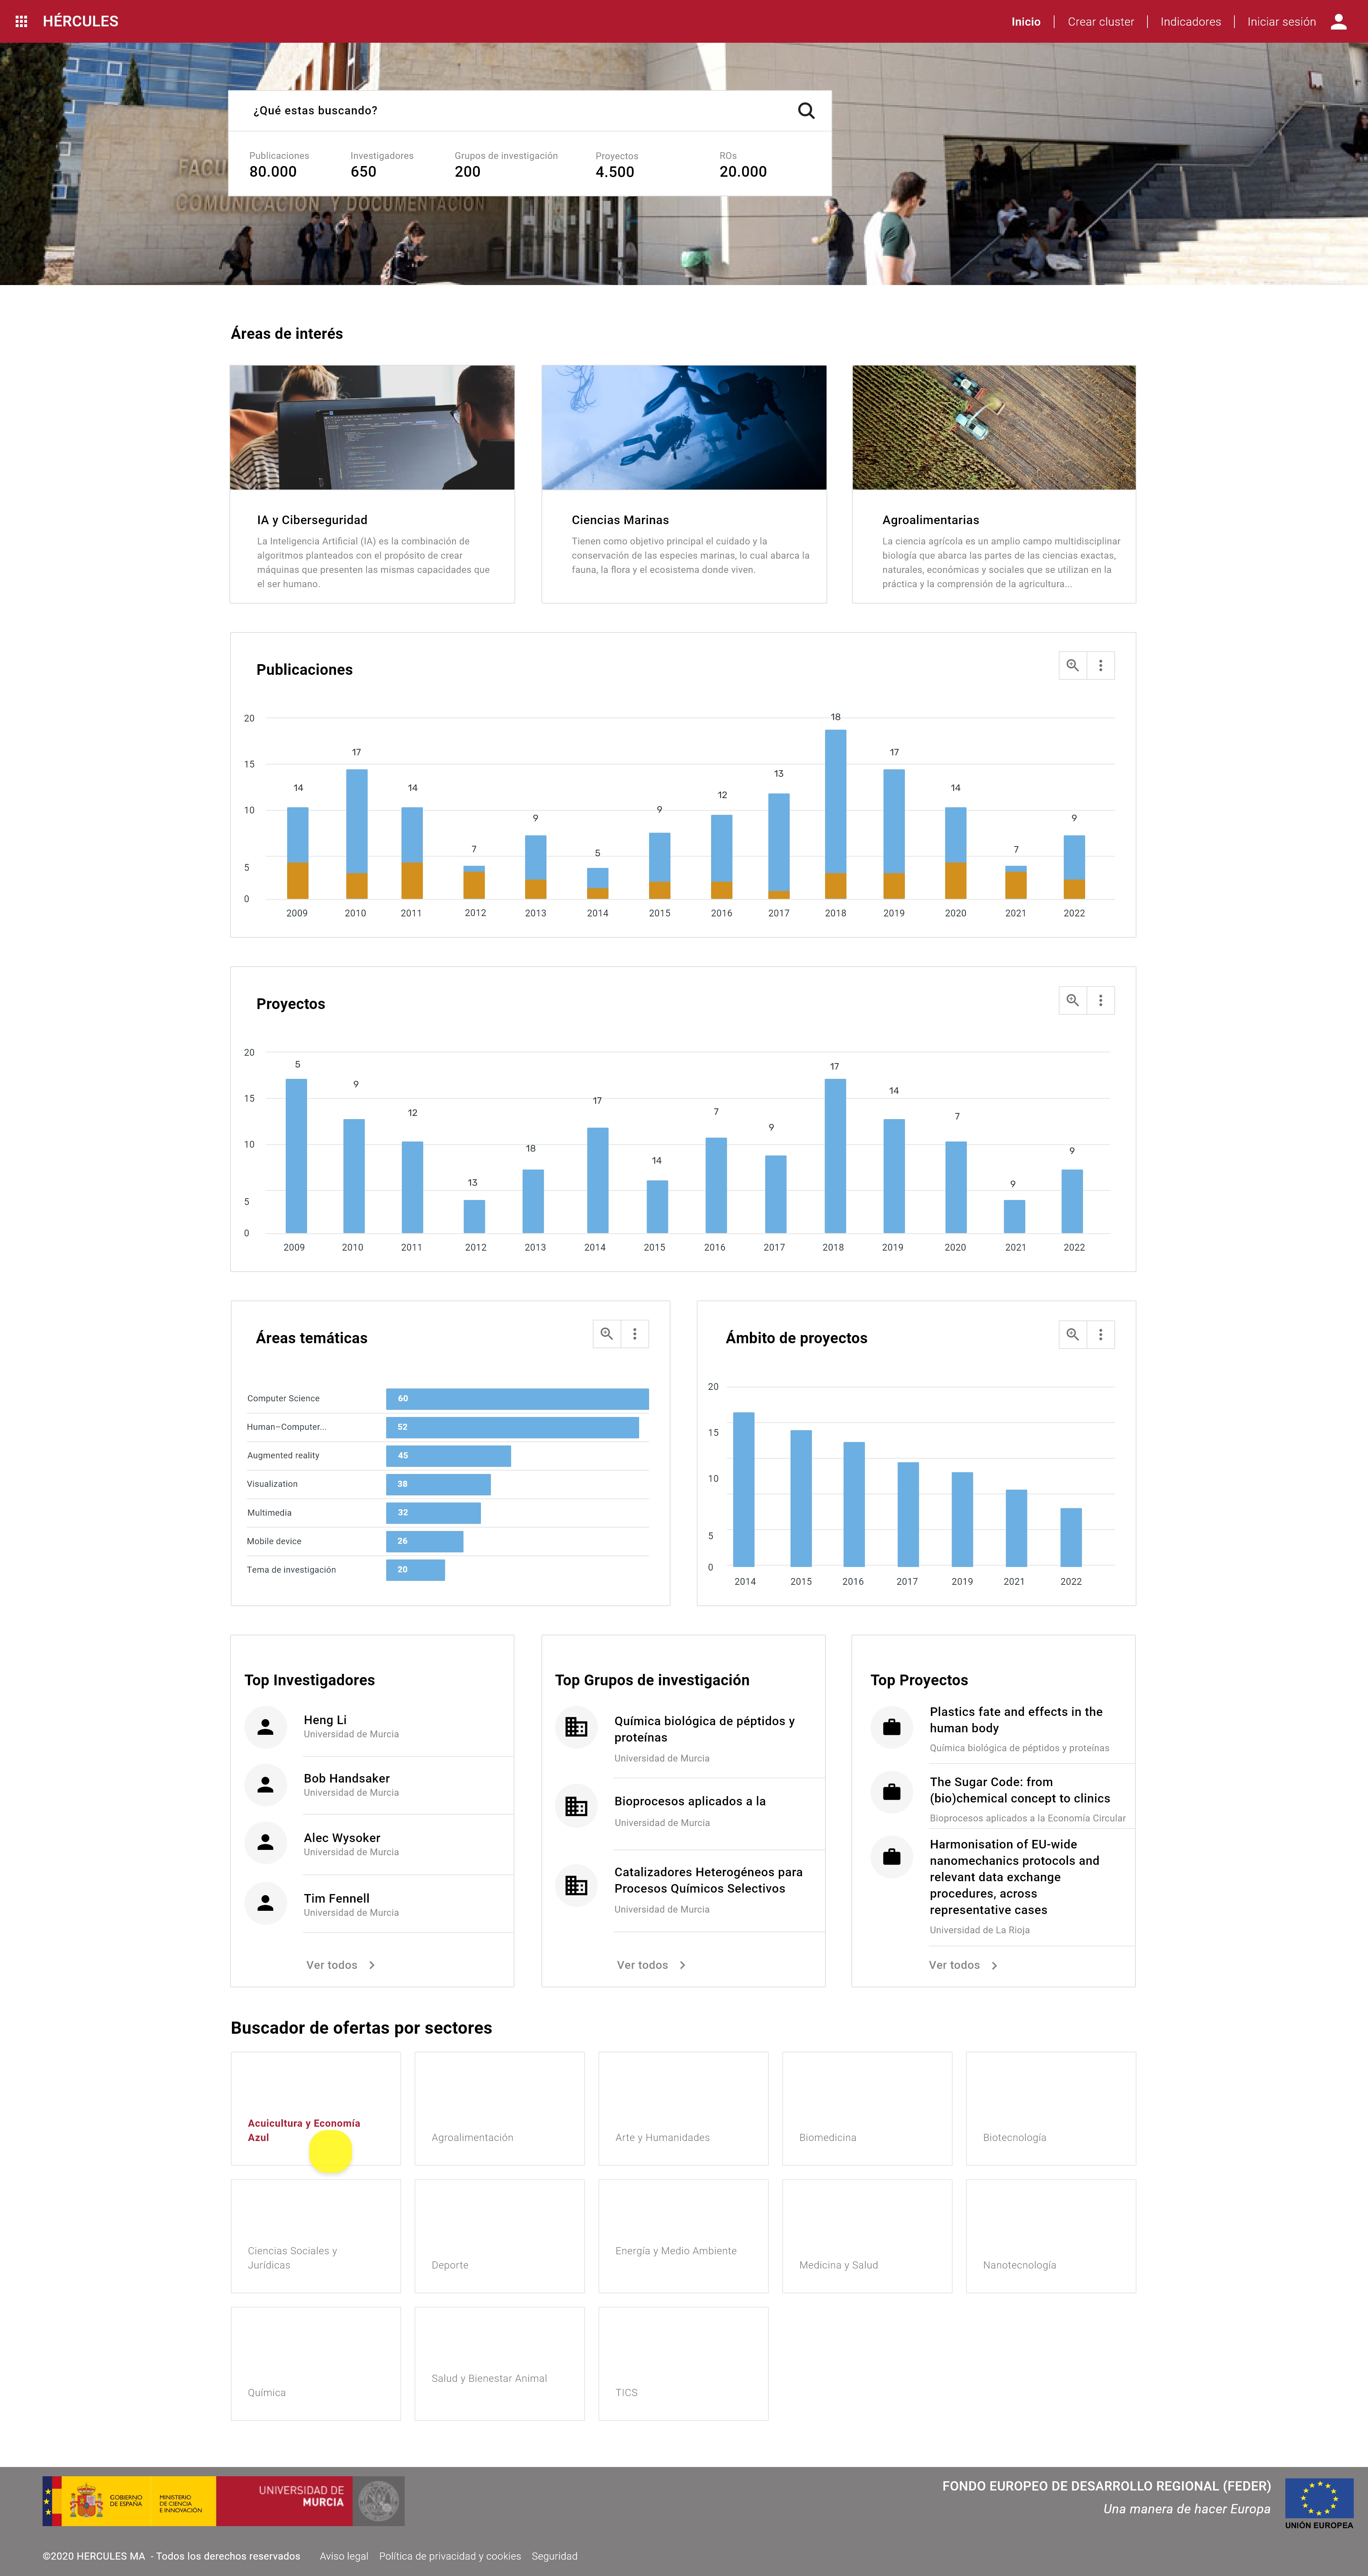 HÉRCULES
Inicio
Crear cluster
Indicadores
Iniciar sesión
¿Qué estas buscando?
Publicaciones
80.000
Investigadores
650
Grupos de investigación
200
Proyectos
4.500
ROs
20.000
FACU
COMUNICACIÓN Y DOCUMENTACIÓN
Áreas de interés
IA y Ciberseguridad
La Inteligencia Artificial (IA) es la combinación de
algoritmos planteados con el propósito de crear
máquinas que presenten las mismas capacidades que
el ser humano.
Ciencias Marinas
Tienen como objetivo principal el cuidado y la
conservación de las especies marinas, lo cual abarca la
fauna, la flora y el ecosistema donde viven.
Agroalimentarias
La ciencia agrícola es un amplio campo multidisciplinar
biología que abarca las partes de las ciencias exactas,
naturales, económicas y sociales que se utilizan en la
práctica y la comprensión de la agricultura...
Publicaciones
20
15
10
5
0
14
17
14
7
9
5
9
12
13
18
17
14
7
9
2009 2010 2011 2012 2013 2014 2015 2016 2017 2018 2019 2020 2021 2022
Proyectos
20
15
10
5
0
5
9
12
13
18
17
14
7
9
17
14
7
9
9
2009 2010 2011 2012 2013 2014 2015 2016 2017 2018 2019 2020 2021 2022
Áreas temáticas
Computer Science 60
Human–Computer... 52
Augmented reality 45
Visualization 38
Multimedia 32
Mobile device 26
Tema de investigación 20
Ámbito de proyectos
20
15
10
5
0
2014 2015 2016 2017 2019 2021 2022
Top Investigadores
Heng Li
Universidad de Murcia
Bob Handsaker
Universidad de Murcia
Alec Wysoker
Universidad de Murcia
Tim Fennell
Universidad de Murcia
Ver todos
Top Grupos de investigación
Química biológica de péptidos y
proteínas
Universidad de Murcia
Bioprocesos aplicados a la
Universidad de Murcia
Catalizadores Heterogéneos para
Procesos Químicos Selectivos
Universidad de Murcia
Ver todos
Top Proyectos
Plastics fate and effects in the
human body
Química biológica de péptidos y proteínas
The Sugar Code: from
(bio)chemical concept to clinics
Bioprocesos aplicados a la Economía Circular
Harmonisation of EU-wide
nanomechanics protocols and
relevant data exchange
procedures, across
representative cases
Universidad de La Rioja
Ver todos
Buscador de ofertas por sectores
Acuicultura y Economía
Azul
Agroalimentación
Arte y Humanidades
Biomedicina
Biotecnología
Ciencias Sociales y
Jurídicas
Deporte
Energía y Medio Ambiente
Medicina y Salud
Nanotecnología
Química
Salud y Bienestar Animal
TICS
GOBIERNO
DE ESPAÑA
MINISTERIO
DE CIENCIA
E INNOVACIÓN
UNIVERSIDAD DE
MURCIA
FONDO EUROPEO DE DESARROLLO REGIONAL (FEDER)
Una manera de hacer Europa
UNIÓN EUROPEA
©2020 HERCULES MA - Todos los derechos reservados
Aviso legal
Política de privacidad y cookies
Seguridad